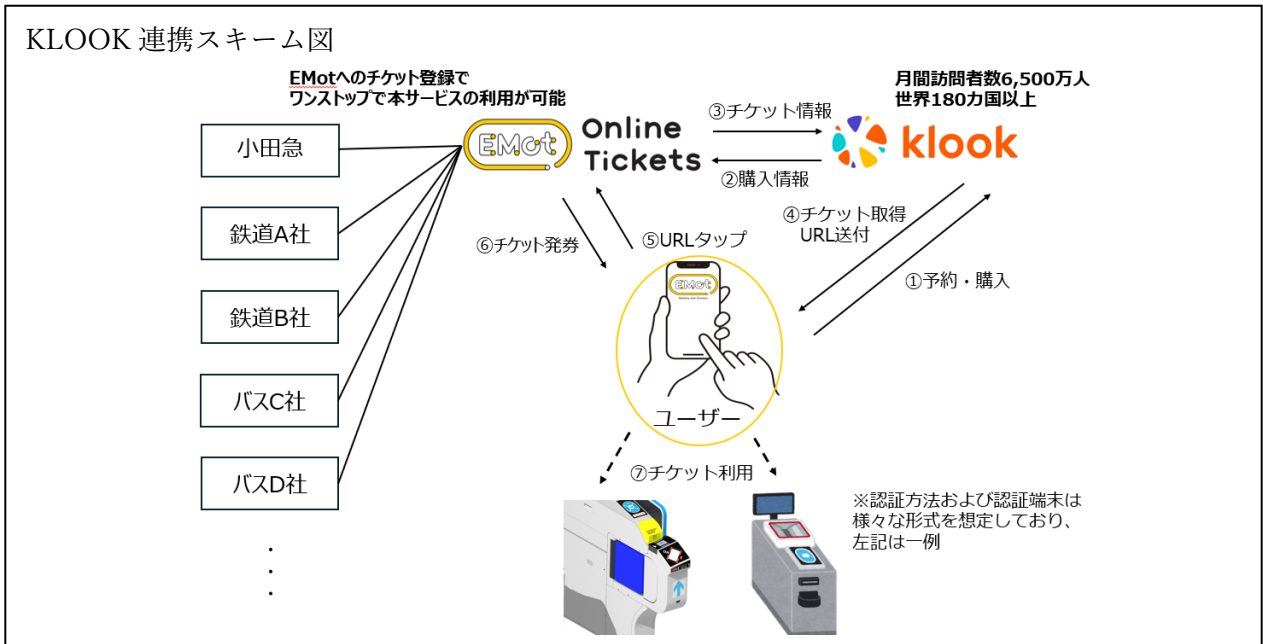 KLOOK 連携スキーム図
EMotへのチケット登録で
ワンストップで本サービスの利用が可能
月間訪問者数6,500万人
世界180カ国以上
小田急
鉄道A社
鉄道B社
バスC社
バスD社
・
・
・
EMot
Online
Tickets
③チケット情報
②購入情報
klook
④チケット取得
URL送付
①予約・購入
⑥チケット発券
⑤URLタップ
EMot
ユーザー
⑦チケット利用
※認証方法および認証端末は
様々な形式を想定しており、
左記は一例